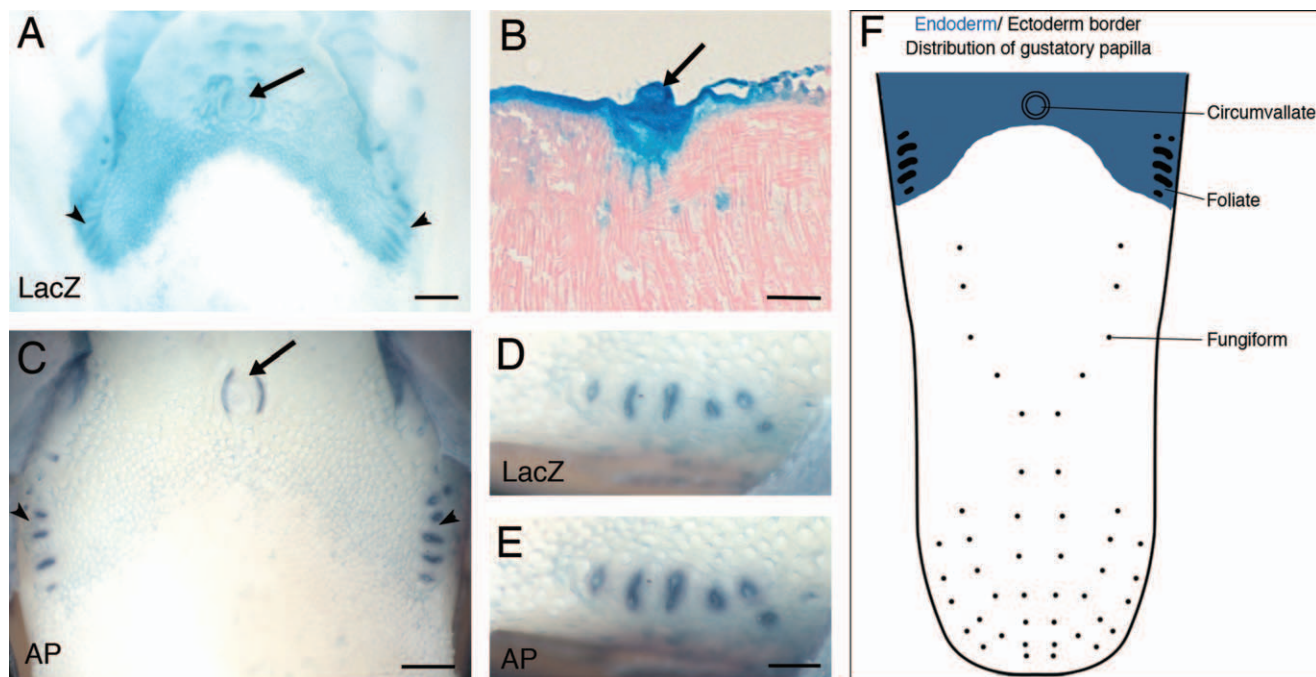 A
LacZ
B
C
AP
D
LacZ
E
AP
F
Endoderm/ Ectoderm border
Distribution of gustatory papilla
Circumvallate
Foliate
Fungiform